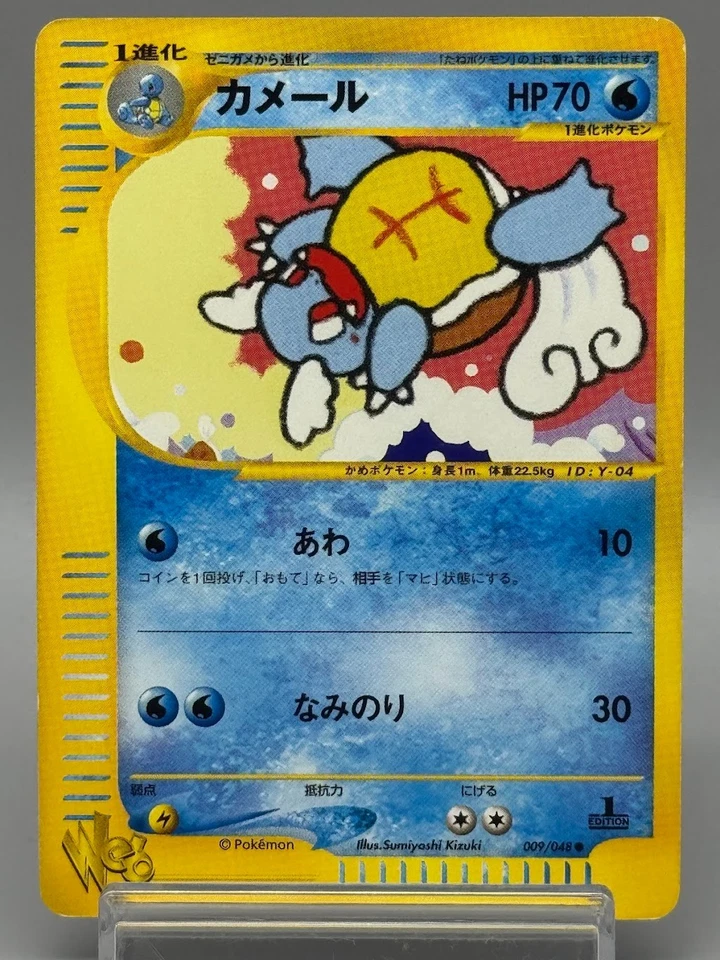 1進化
ゼニガメから進化
「たねポケモン」の上に重ねて進化させます
カメール
HP70
1進化ポケモン
かめポケモン：身長1m、体重22.5kg ID：Y-04
あわ 10
コインを1回投げ、「おもて」なら、相手を「マヒ」状態にする。
なみのり 30
弱点 抵抗力 にげる
1
EDITION
We b
©Pokémon
Illus.Sumiyoshi Kizuki
009/048●